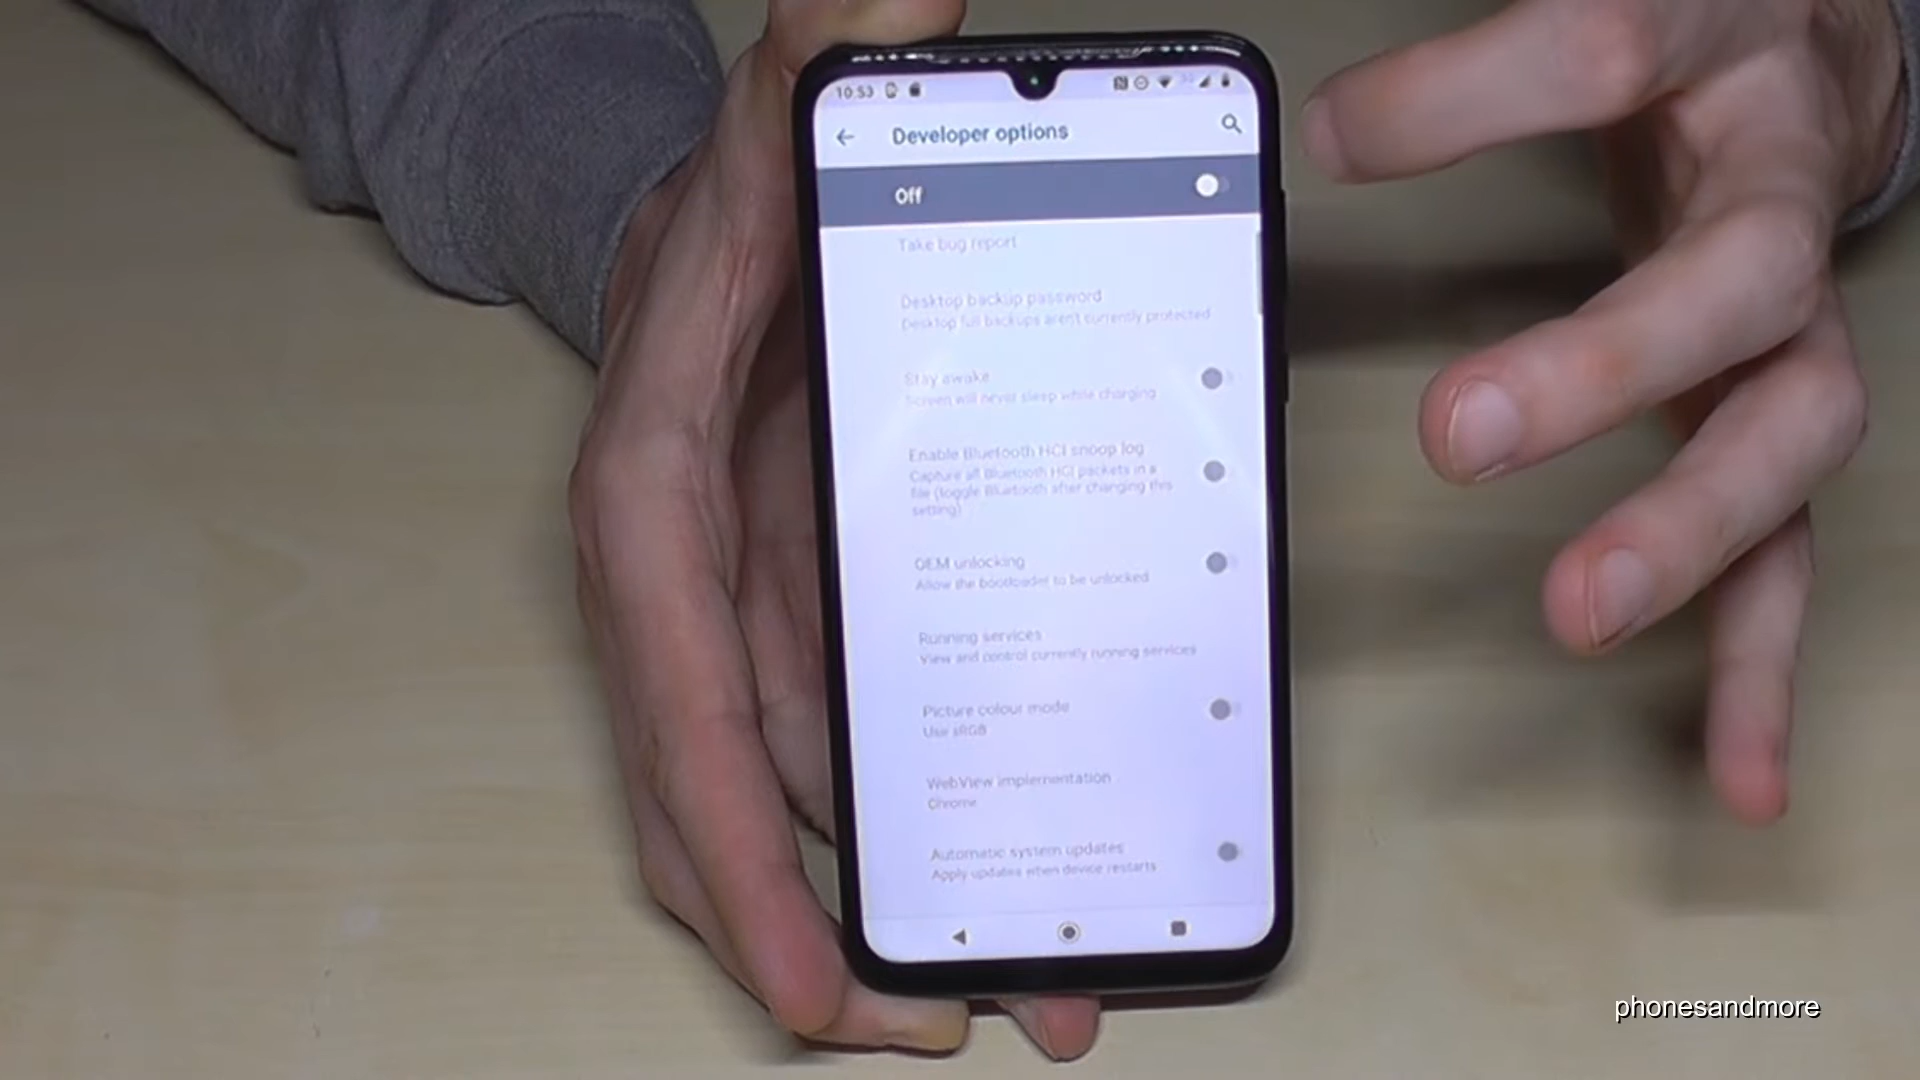 10:53
Developer options
Off
Take bug report
Desktop backup password
Desktop full backups aren't currently protected
Stay awake
Screen will never sleep while charging
Enable Bluetooth HCI snoop log
Capture all Bluetooth HCI packets in a
file (toggle Bluetooth after changing this
setting)
OEM unlocking
Allow the bootloader to be unlocked
Running services
View and control currently running services
Picture colour mode
Use sRGB
WebView implementation
Chrome
Automatic system updates
Apply updates when device restarts
phonesandmore